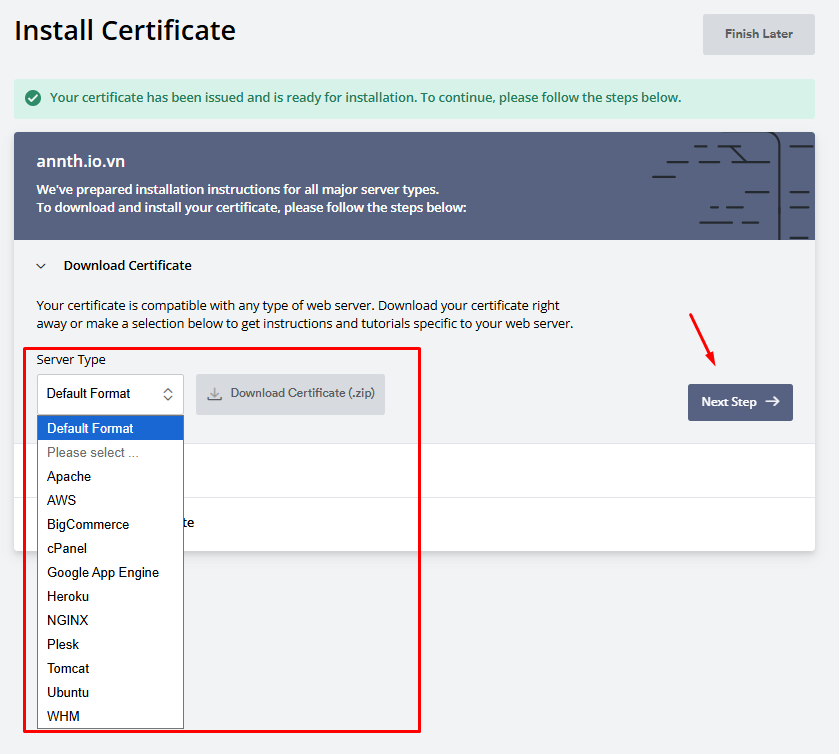 Install Certificate
Finish Later
Your certificate has been issued and is ready for installation. To continue, please follow the steps below.
annth.io.vn
We've prepared installation instructions for all major server types.
To download and install your certificate, please follow the steps below:
Download Certificate
Your certificate is compatible with any type of web server. Download your certificate right
away or make a selection below to get instructions and tutorials specific to your web server.
Server Type
Default Format
Download Certificate (.zip)
Next Step
Default Format
Please select ...
Apache
AWS
BigCommerce
te
cPanel
Google App Engine
Heroku
NGINX
Plesk
Tomcat
Ubuntu
WHM